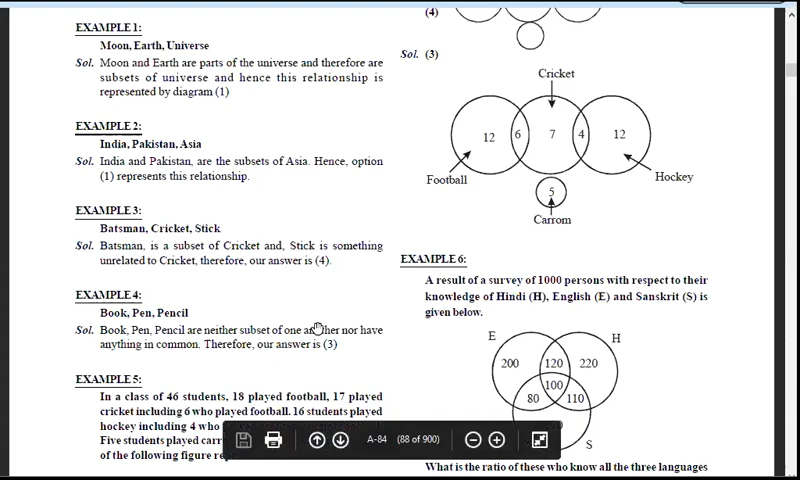 EXAMPLE 1:
Moon, Earth, Universe
Sol. Moon and Earth are parts of the universe and therefore are
subsets of universe and hence this relationship is
represented by diagram (1)
EXAMPLE 2:
India, Pakistan, Asia
Sol. India and Pakistan, are the subsets of Asia. Hence, option
(1) represents this relationship.
EXAMPLE 3:
Batsman, Cricket, Stick
Sol. Batsman, is a subset of Cricket and, Stick is something
unrelated to Cricket, therefore, our answer is (4).
EXAMPLE 4:
Book, Pen, Pencil
Sol. Book, Pen, Pencil are neither subset of one another nor have
anything in common. Therefore, our answer is (3)
EXAMPLE 5:
In a class of 46 students, 18 played football, 17 played
cricket including 6 who played football. 16 students played
hockey including 4 who
Five students played
of the following figure
(4)
Sol. (3)
Cricket
12 6 7 4 12
Football
Hockey
5
Carrom
EXAMPLE 6:
A result of a survey of 1000 persons with respect to their
knowledge of Hindi (H), English (E) and Sanskrit (S) is
given below.
E
H
200 120 220
100
80 110
S
What is the ratio of these who know all the three languages
A-84 (88 of 900)